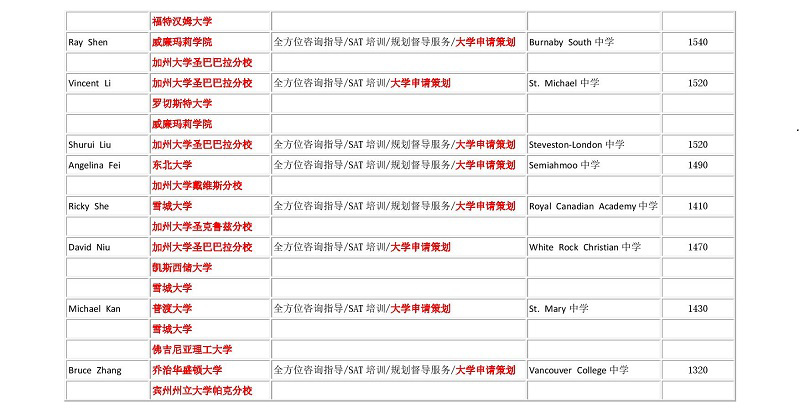 福特汉姆大学
Ray Shen 威廉玛莉学院 全方位咨询指导/SAT 培训/规划督导服务/大学申请策划 Burnaby South 中学 1540
加州大学圣巴巴拉分校
Vincent Li 加州大学圣巴巴拉分校 全方位咨询指导/SAT 培训/大学申请策划 St. Michael 中学 1520
罗切斯特大学
威廉玛莉学院
Shurui Liu 加州大学圣巴巴拉分校 全方位咨询指导/SAT 培训/规划督导服务/大学申请策划 Steveston-London 中学 1520
Angelina Fei 东北大学 全方位咨询指导/SAT 培训/规划督导服务/大学申请策划 Semiahmoo 中学 1490
加州大学戴维斯分校
Ricky She 雪城大学 全方位咨询指导/SAT 培训/规划督导服务/大学申请策划 Royal Canadian Academy 中学 1410
加州大学圣克鲁兹分校
David Niu 加州大学圣巴巴拉分校 全方位咨询指导/SAT 培训/大学申请策划 White Rock Christian 中学 1470
凯斯西储大学
雪城大学
Michael Kan 普渡大学 全方位咨询指导/SAT 培训/大学申请策划 St. Mary 中学 1430
雪城大学
佛吉尼亚理工大学
Bruce Zhang 乔治华盛顿大学 全方位咨询指导/SAT 培训/规划督导服务/大学申请策划 Vancouver College 中学 1320
宾州州立大学帕克分校